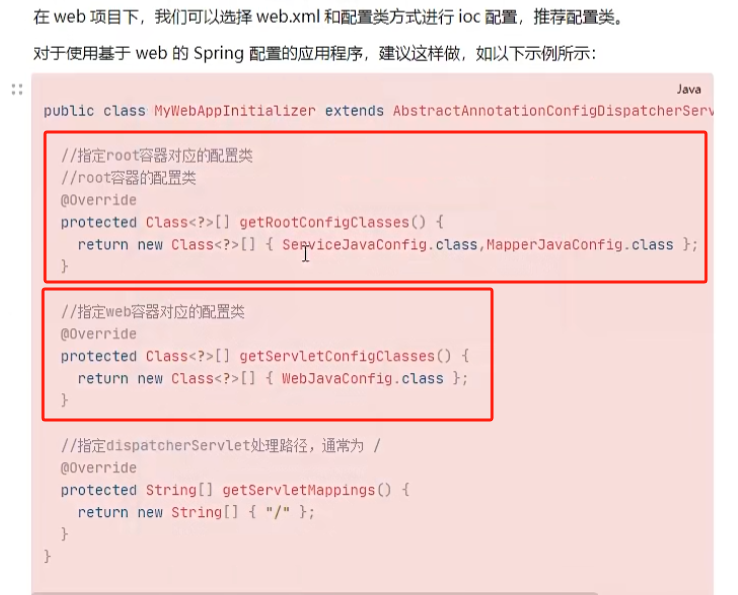 在 web 项目下，我们可以选择 web.xml 和配置类方式进行 ioc 配置，推荐配置类。
对于使用基于 web 的 Spring 配置的应用程序，建议这样做，如以下示例所示：
Java
public class MyWebAppInitializer extends AbstractAnnotationConfigDispatcherServ
//指定root容器对应的配置类
//root容器的配置类
@Override
protected Class<?>[] getRootConfigClasses() {
return new Class<?>[] { ServiceJavaConfig.class,MapperJavaConfig.class };
}
//指定web容器对应的配置类
@Override
protected Class<?>[] getServletConfigClasses() {
return new Class<?>[] { WebJavaConfig.class };
}
//指定dispatcherServlet处理路径，通常为 /
@Override
protected String[] getServletMappings() {
return new String[] { "/" };
}
}